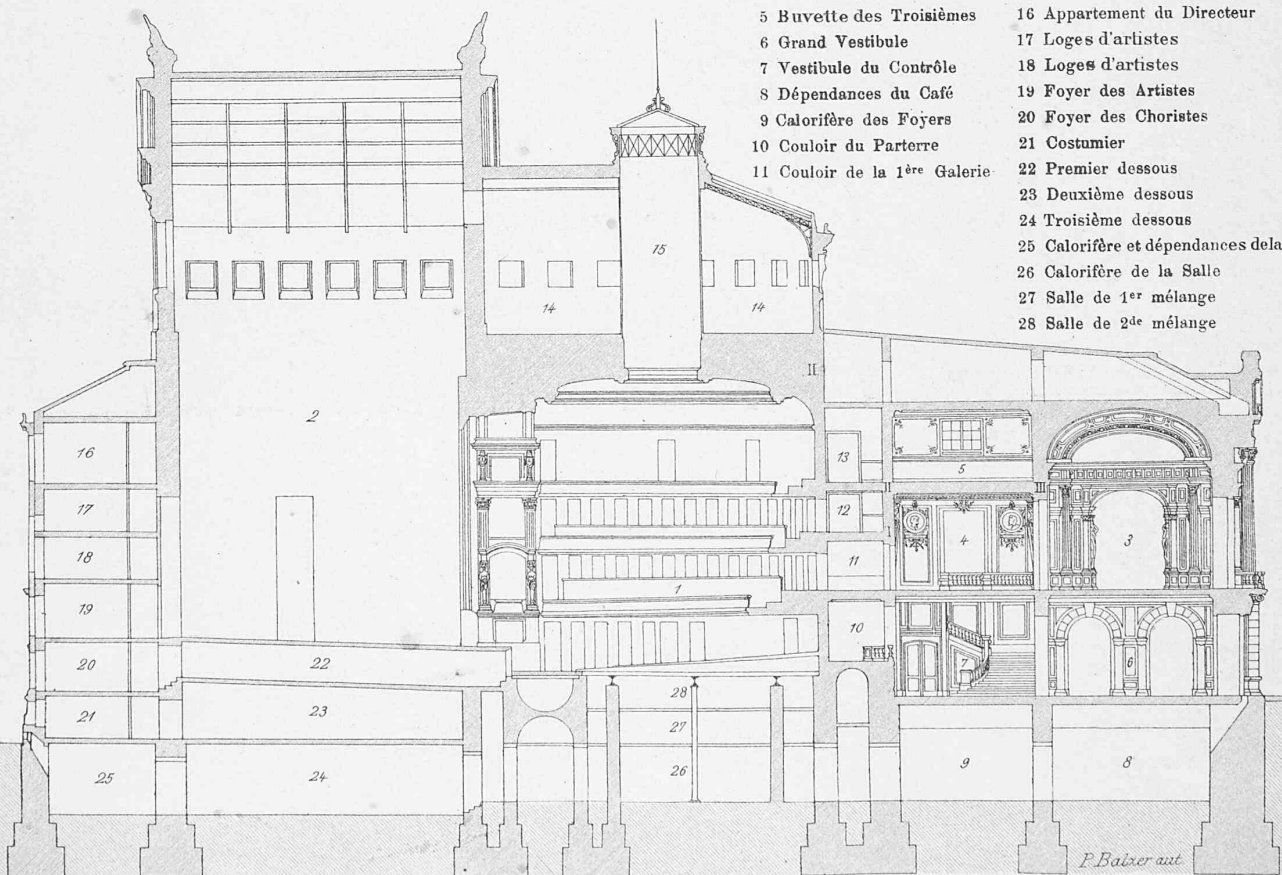 5 Buvette des Troisièmes
6 Grand Vestibule
7 Vestibule du Contrôle
8 Dépendances du Café
9 Calorifère des Foyers
10 Couloir du Parterre
11 Couloir de la 1ère Galerie
16 Appartement du Directeur
17 Loges d'artistes
18 Loges d'artistes
19 Foyer des Artistes
20 Foyer des Choristes
21 Costumier
22 Premier dessous
23 Deuxième dessous
24 Troisième dessous
25 Calorifère et dépendances de la
26 Calorifère de la Salle
27 Salle de 1er mélange
28 Salle de 2de mélange
15
14 14
II
2
16 13 5
17 12 II III
4 3
18 11
19 1
10
20 22 7 6
28
21 23 27
25 24 26 9 8
P. Balzer aut.